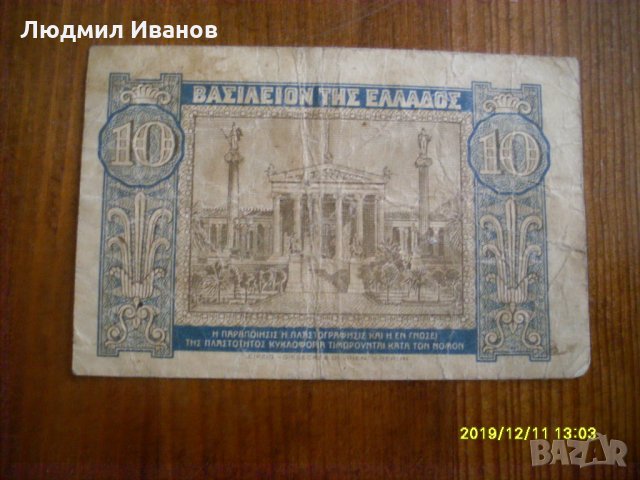 Людмил Иванов
ΒΑΣΙΛΕΙΟΝ ΤΗΣ ΕΛΛΑΔΟΣ
10 10
Η ΠΑΡΑΠΟΙΗΣΙΣ Η ΠΛΑΣΤΟΓΡΑΦΗΣΙΣ ΚΑΙ Η ΕΝ ΓΝΩΣΕΙ
ΤΗΣ ΠΛΑΣΤΟΤΗΤΟΣ ΚΥΚΛΟΦΟΡΙΑ ΤΙΜΩΡΟΥΝΤΑΙ ΚΑΤΑ ΤΟΝ ΝΟΜΟΝ
2019/12/11 13:03
BAZAR